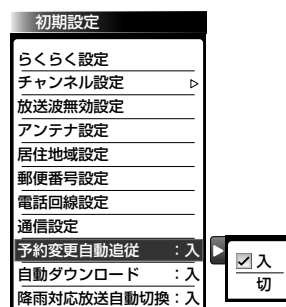 初期設定
らくらく設定
チャンネル設定
放送波無効設定
アンテナ設定
居住地域設定
郵便番号設定
電話回線設定
通信設定
予約変更自動追従 ：入
自動ダウンロード ：入
降雨対応放送自動切換：入
入
切